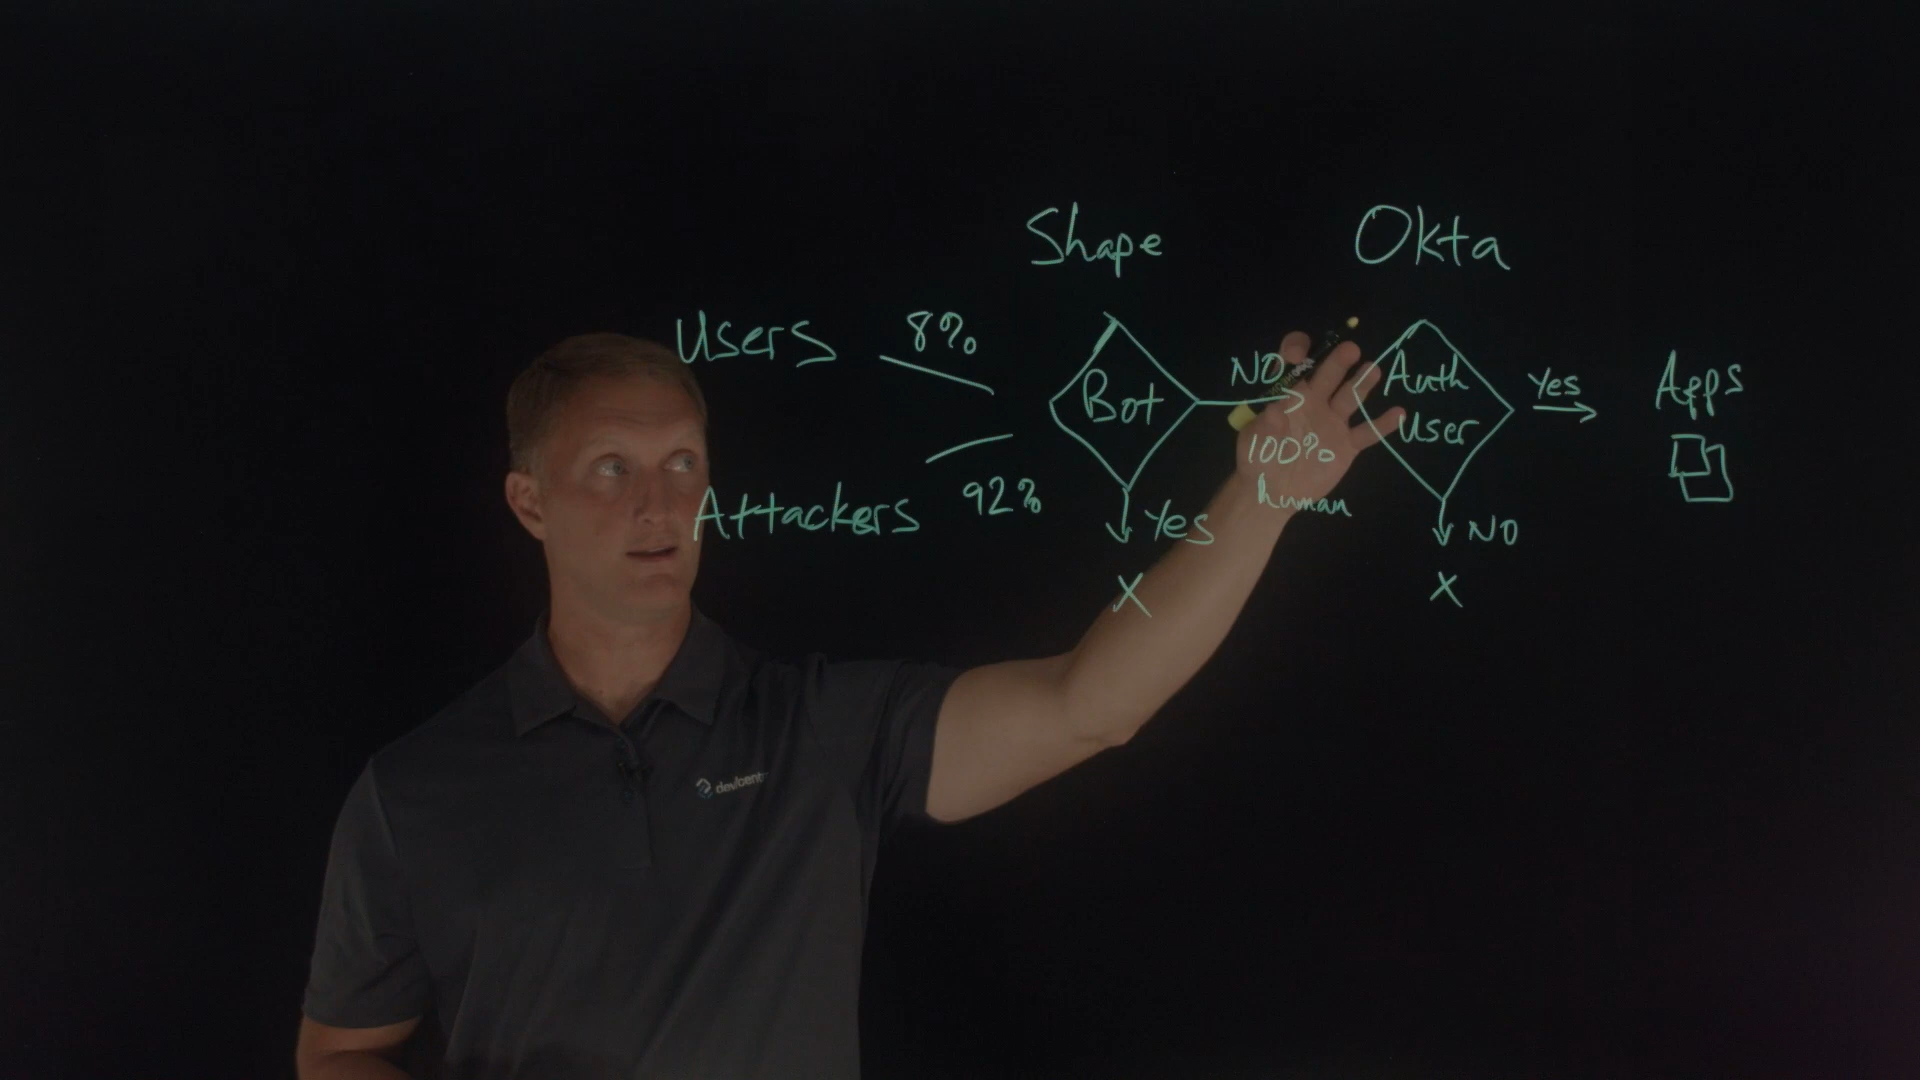 Shape
Okta
Users
8%
Bot
NO
100%
human
Auth
User
Yes
Apps
Attackers
92%
Yes
X
NO
X